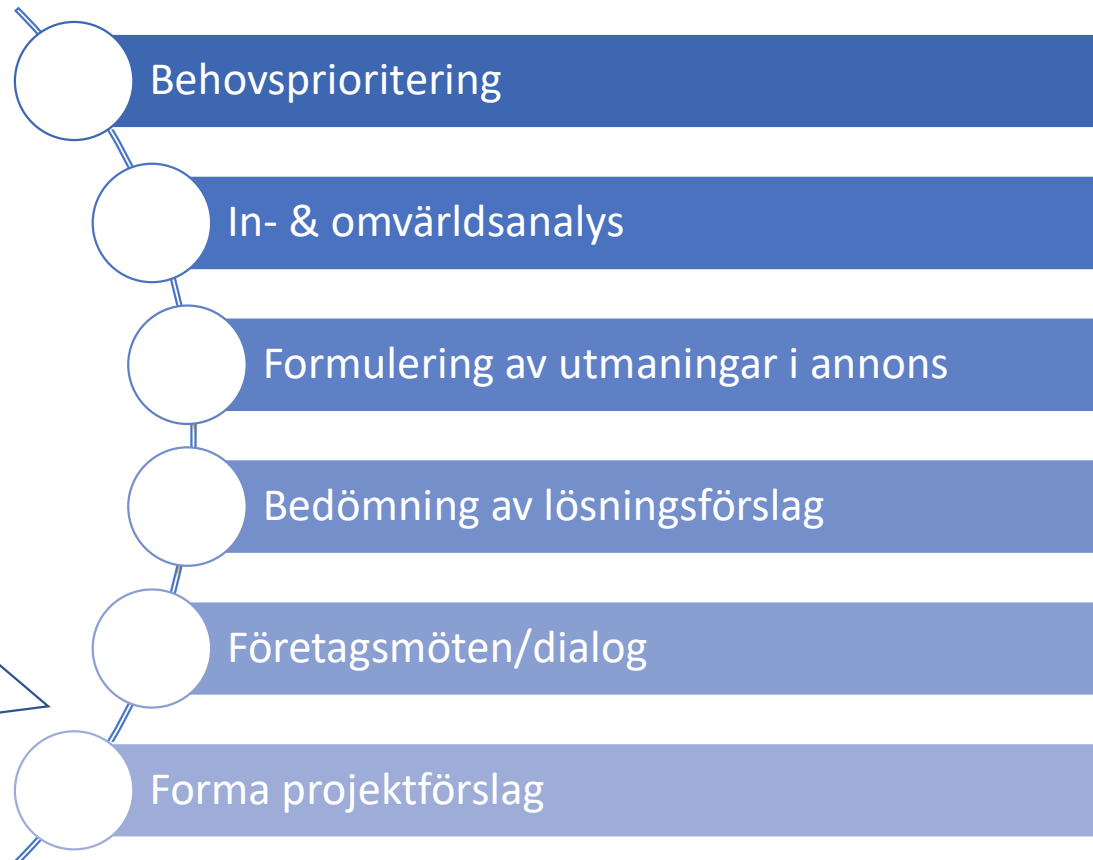 Behovsprioritering
In- & omvärldsanalys
Formulering av utmaningar i annons
Bedömning av lösningsförslag
Företagsmöten/dialog
Forma projektförslag